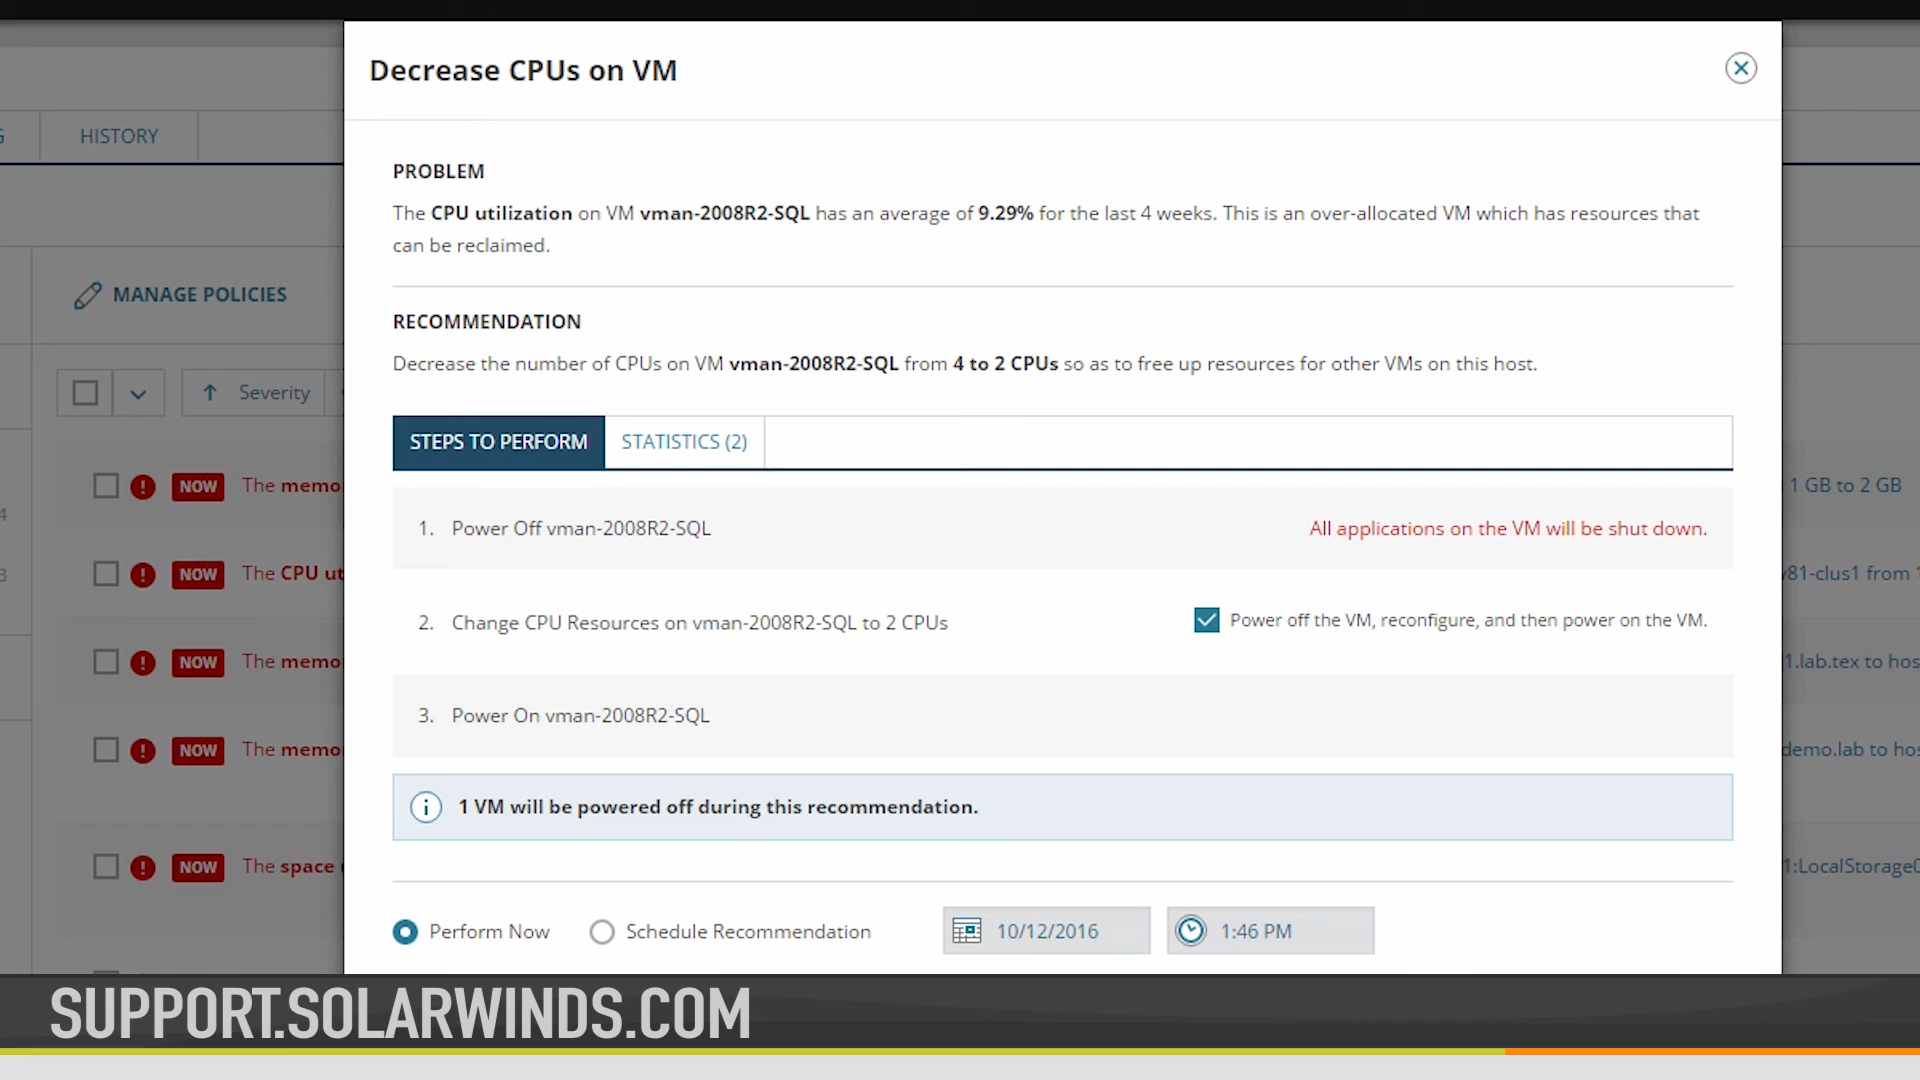 Decrease CPUs on VM
HISTORY
PROBLEM
The CPU utilization on VM vman-2008R2-SQL has an average of 9.29% for the last 4 weeks. This is an over-allocated VM which has resources that
can be reclaimed.
MANAGE POLICIES
RECOMMENDATION
Decrease the number of CPUs on VM vman-2008R2-SQL from 4 to 2 CPUs so as to free up resources for other VMs on this host.
Severity
STEPS TO PERFORM
STATISTICS (2)
NOW The memo
1 GB to 2 GB
1. Power Off vman-2008R2-SQL
All applications on the VM will be shut down.
NOW The CPU ut
81-clus1 from 1
2. Change CPU Resources on vman-2008R2-SQL to 2 CPUs
Power off the VM, reconfigure, and then power on the VM.
NOW The memo
1.lab.tex to hos
3. Power On vman-2008R2-SQL
NOW The memo
demo.lab to hos
1 VM will be powered off during this recommendation.
NOW The space
1:LocalStorage0
Perform Now
Schedule Recommendation
10/12/2016
1:46 PM
SUPPORT.SOLARWINDS.COM